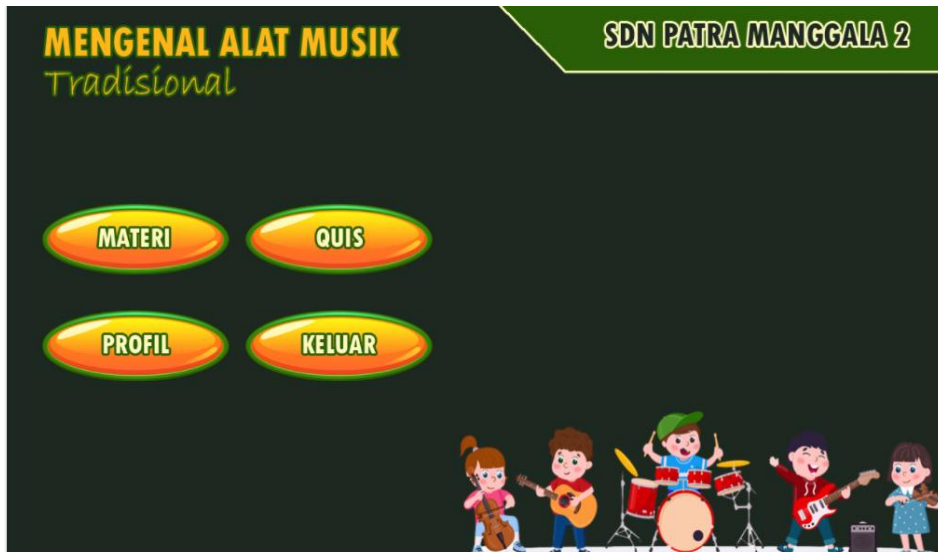 MENGENAL ALAT MUSIK
Tradisional
SDN PATRA MANGGALA 2
MATERI
QUIS
PROFIL
KELUAR